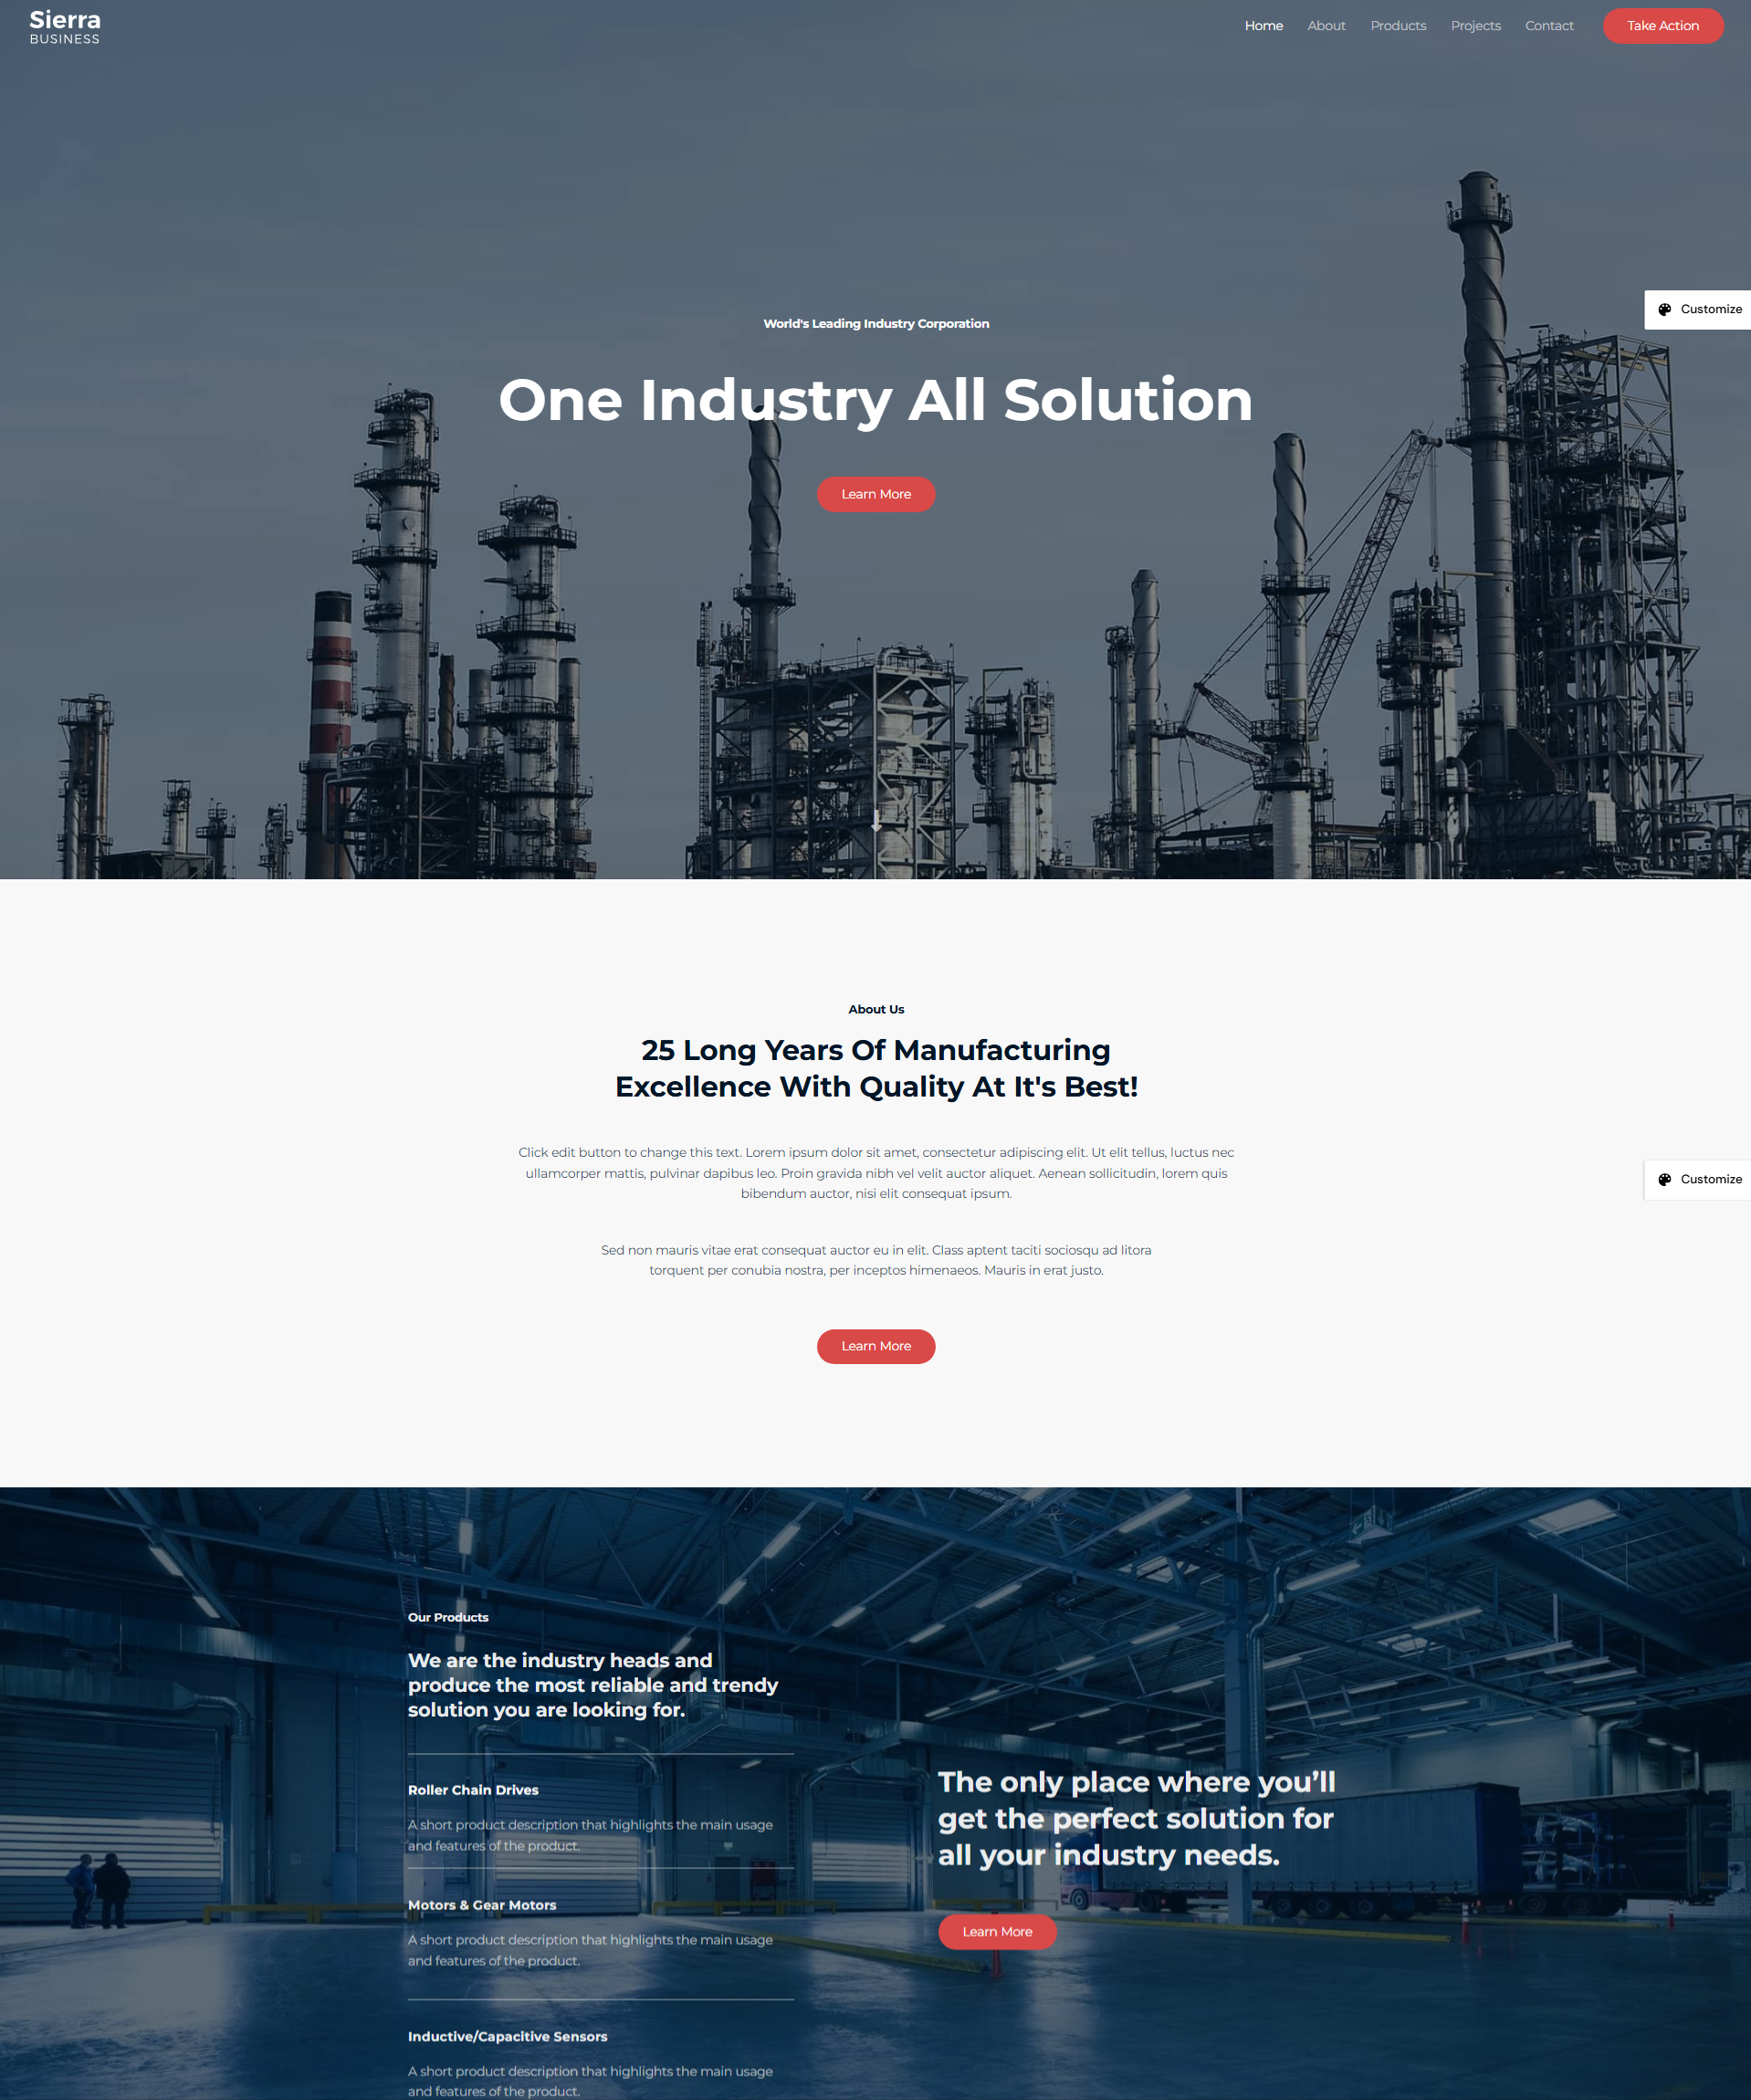 Sierra
BUSINESS
Home
About
Products
Projects
Contact
Take Action
Customize
World's Leading Industry Corporation
One Industry All Solution
Learn More
About Us
25 Long Years Of Manufacturing
Excellence With Quality At It's Best!
Click edit button to change this text. Lorem ipsum dolor sit amet, consectetur adipiscing elit. Ut elit tellus, luctus nec
ullamcorper mattis, pulvinar dapibus leo. Proin gravida nibh vel velit auctor aliquet. Aenean sollicitudin, lorem quis
bibendum auctor, nisi elit consequat ipsum.
Customize
Sed non mauris vitae erat consequat auctor eu in elit. Class aptent taciti sociosqu ad litora
torquent per conubia nostra, per inceptos himenaeos. Mauris in erat justo.
Learn More
Our Products
We are the industry heads and
produce the most reliable and trendy
solution you are looking for.
Roller Chain Drives
A short product description that highlights the main usage
and features of the product.
Motors & Gear Motors
A short product description that highlights the main usage
and features of the product.
Inductive/Capacitive Sensors
A short product description that highlights the main usage
and features of the product.
The only place where you’ll
get the perfect solution for
all your industry needs.
Learn More